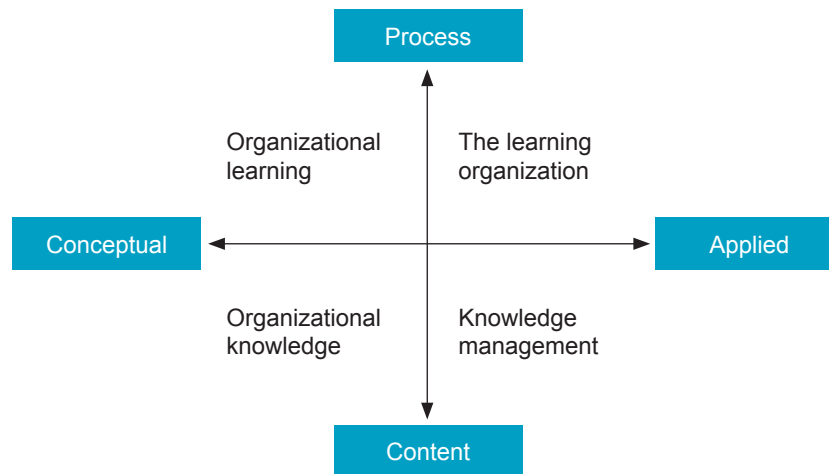 Process
Organizational
learning
The learning
organization
Conceptual
Applied
Organizational
knowledge
Knowledge
management
Content